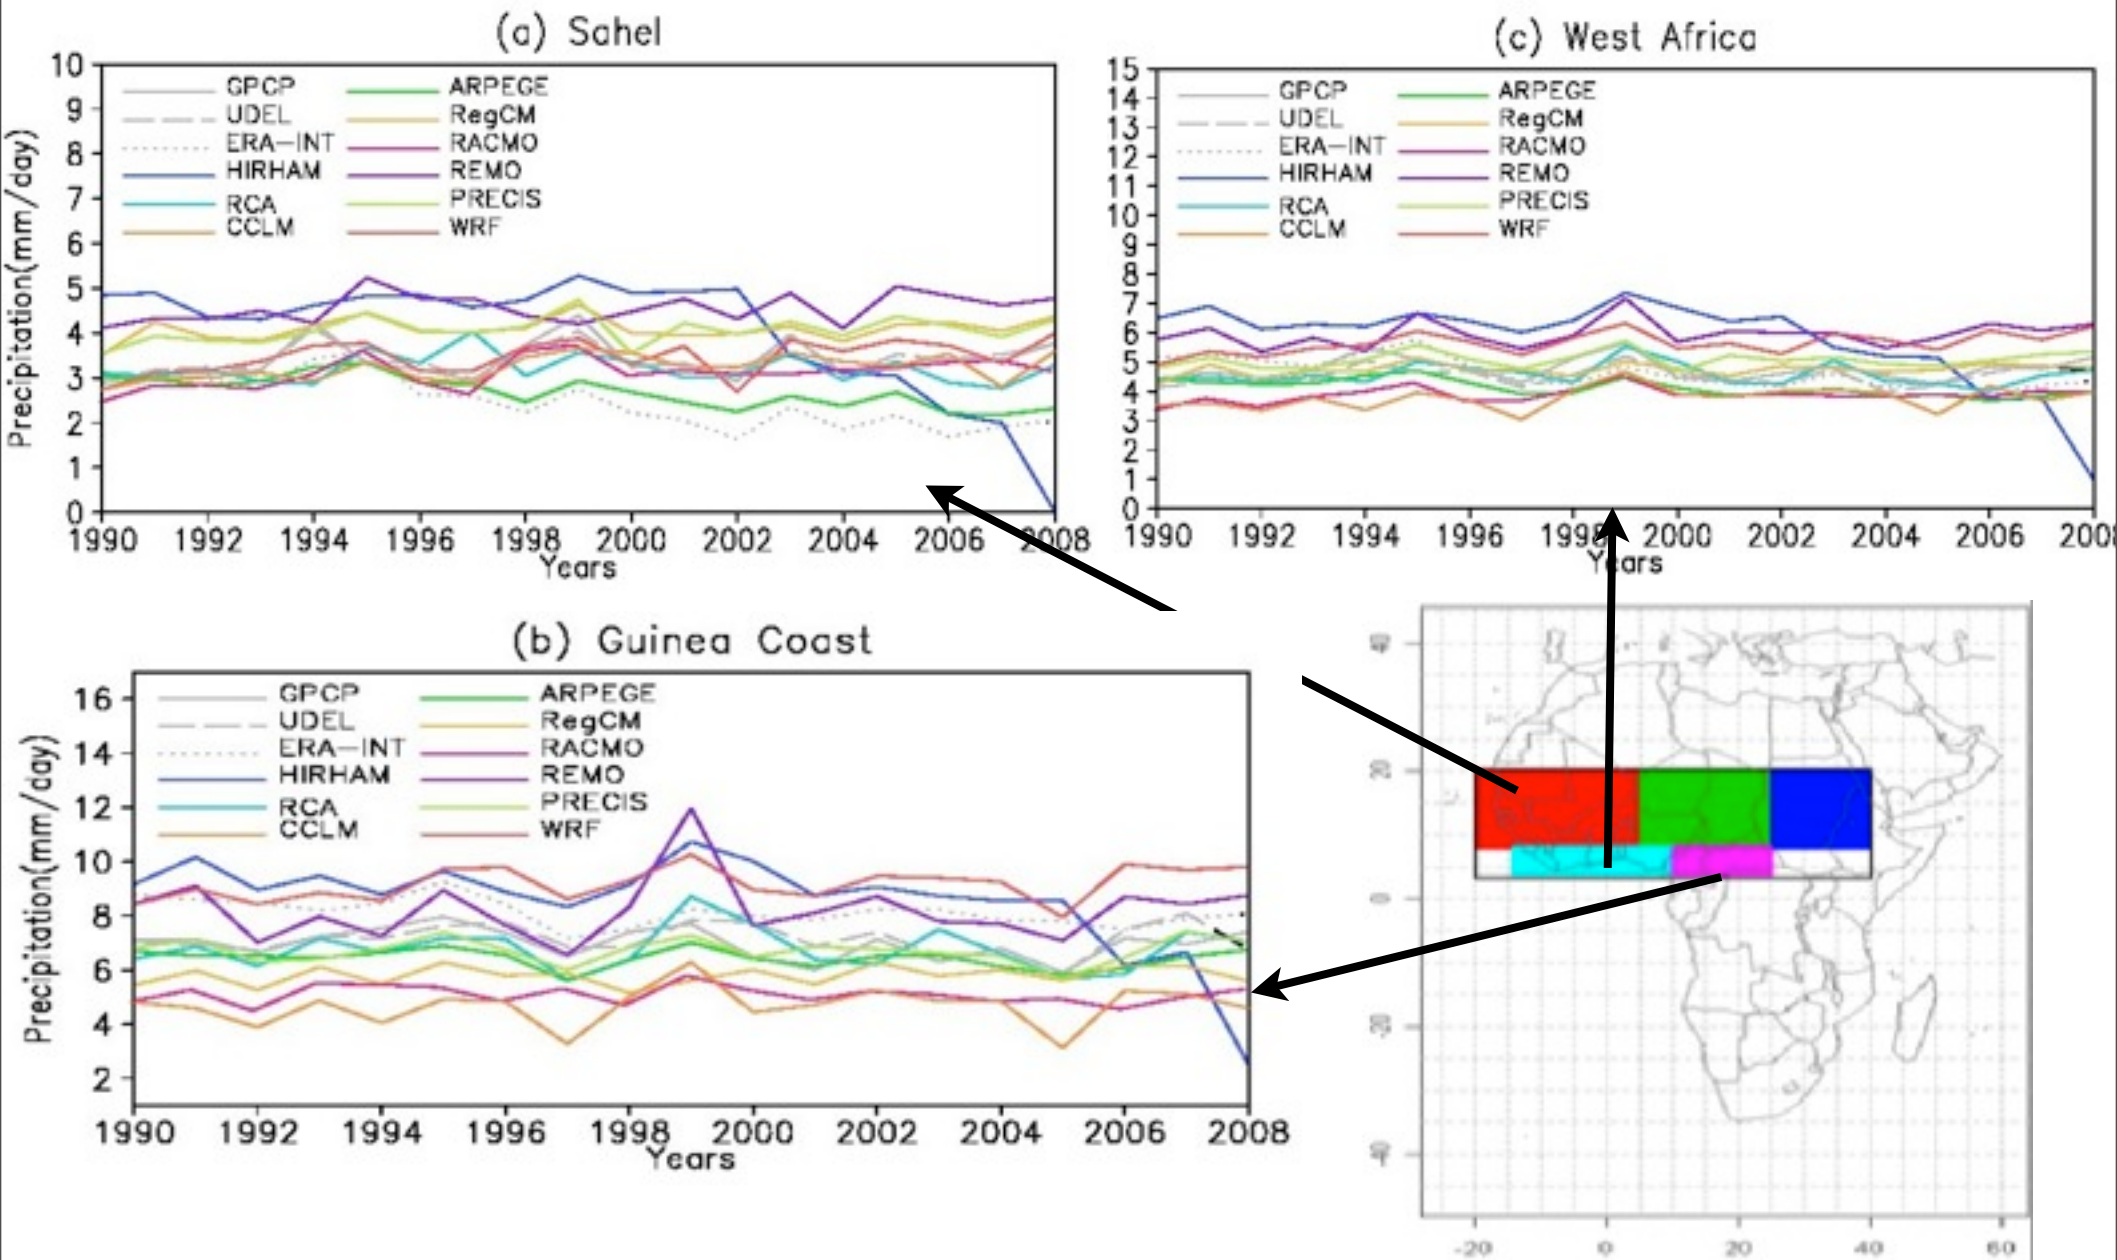 (a) Sahel
Precipitation(mm/day)
10
9
8
7
6
5
4
3
2
1
0
GPCP
UDEL
ERA-INT
HIRHAM
RCA
CCLM
ARPEGE
RegCM
RACMO
REMO
PRECIS
WRF
1990 1992 1994 1996 1998 2000 2002 2004 2006 2008
Years
(c) West Africa
15
14
13
12
11
10
9
8
7
6
5
4
3
2
1
0
GPCP
UDEL
ERA-INT
HIRHAM
RCA
CCLM
ARPEGE
RegCM
RACMO
REMO
PRECIS
WRF
1990 1992 1994 1996 1998 2000 2002 2004 2006 2008
Years
(b) Guinea Coast
Precipitation(mm/day)
16
14
12
10
8
6
4
2
GPCP
UDEL
ERA-INT
HIRHAM
RCA
CCLM
ARPEGE
RegCM
RACMO
REMO
PRECIS
WRF
1990 1992 1994 1996 1998 2000 2002 2004 2006 2008
Years
40
20
0
-20
-40
-20 0 20 40 60